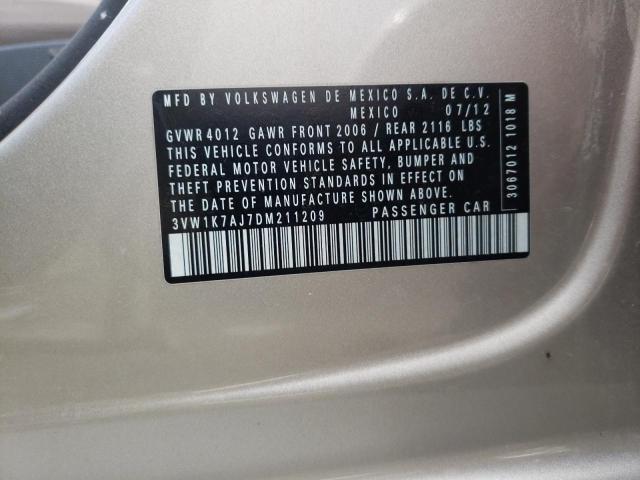 MFD BY VOLKSWAGEN DE MEXICO S.A. DE C.V.
MEXICO 07/12
GVWR 4012 GAWR FRONT 2006 / REAR 2116 LBS
THIS VEHICLE CONFORMS TO ALL APPLICABLE U.S.
FEDERAL MOTOR VEHICLE SAFETY, BUMPER AND
THEFT PREVENTION STANDARDS IN EFFECT ON
THE DATE OF MANUFACTURE SHOWN ABOVE.
3VW1K7AJ7DM211209 PASSENGER CAR
3067012 1018 M